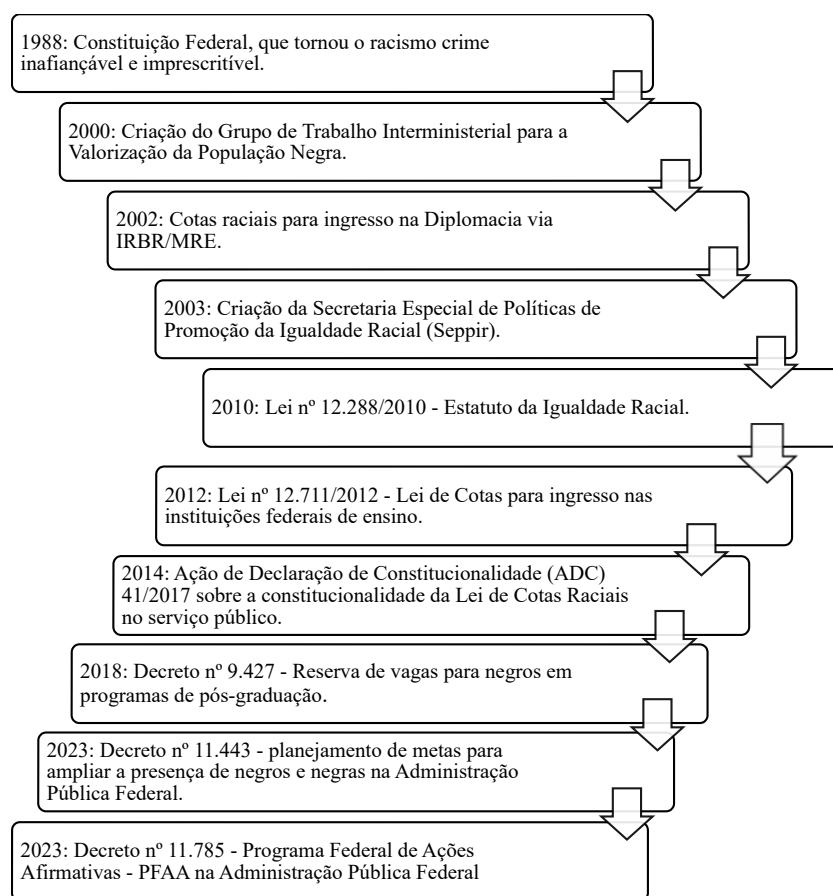 1988: Constituição Federal, que tornou o racismo crime
inafiançável e imprescritível.
2000: Criação do Grupo de Trabalho Interministerial para a
Valorização da População Negra.
2002: Cotas raciais para ingresso na Diplomacia via
IRBR/MRE.
2003: Criação da Secretaria Especial de Políticas de
Promoção da Igualdade Racial (Seppir).
2010: Lei nº 12.288/2010 - Estatuto da Igualdade Racial.
2012: Lei nº 12.711/2012 - Lei de Cotas para ingresso nas
instituições federais de ensino.
2014: Ação de Declaração de Constitucionalidade (ADC)
41/2017 sobre a constitucionalidade da Lei de Cotas Raciais
no serviço público.
2018: Decreto nº 9.427 - Reserva de vagas para negros em
programas de pós-graduação.
2023: Decreto nº 11.443 - planejamento de metas para
ampliar a presença de negros e negras na Administração
Pública Federal.
2023: Decreto nº 11.785 - Programa Federal de Ações
Afirmativas - PFAA na Administração Pública Federal